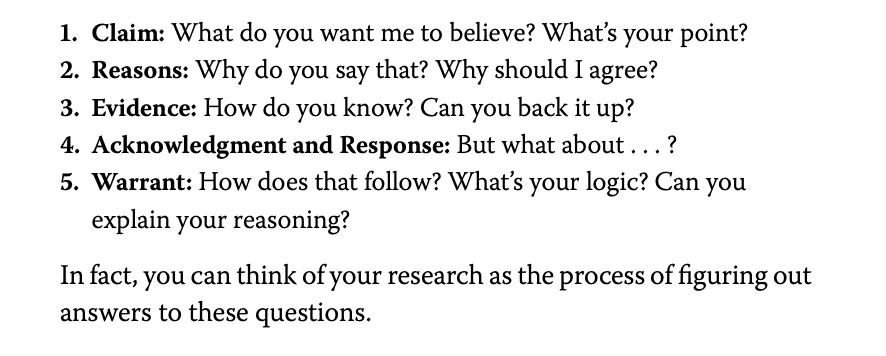 1. Claim: What do you want me to believe? What’s your point?
2. Reasons: Why do you say that? Why should I agree?
3. Evidence: How do you know? Can you back it up?
4. Acknowledgment and Response: But what about . . . ?
5. Warrant: How does that follow? What’s your logic? Can you
explain your reasoning?
In fact, you can think of your research as the process of figuring out
answers to these questions.